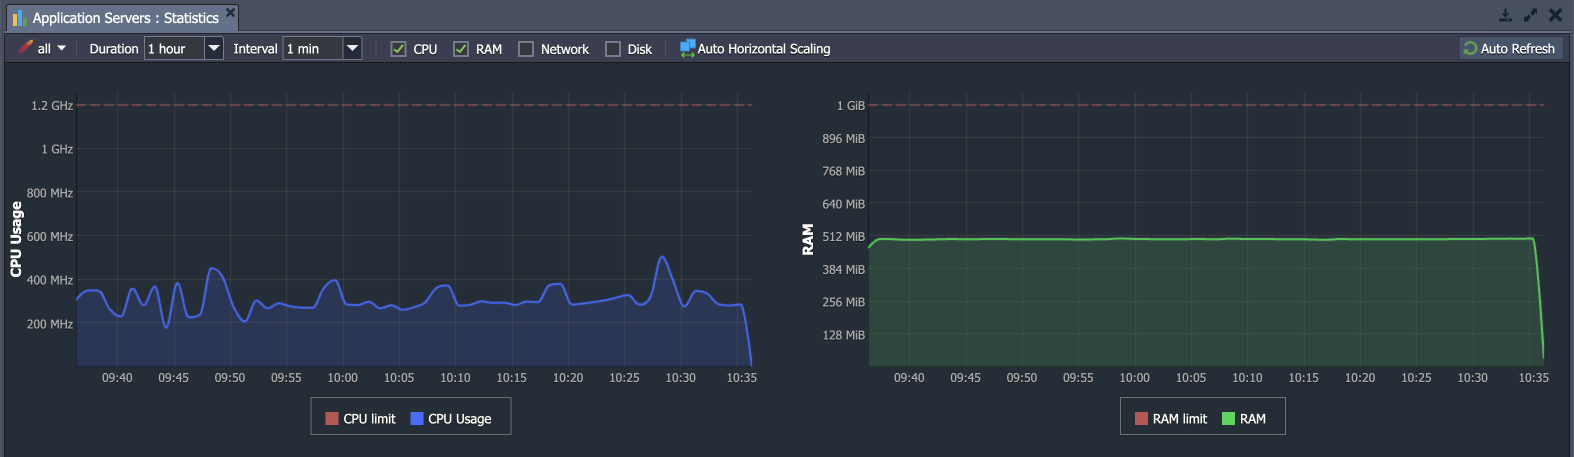 Application Servers : Statistics
all Duration 1 hour Interval 1 min CPU RAM Network Disk Auto Horizontal Scaling Auto Refresh
CPU Usage
1.2 GHz
1 GHz
800 MHz
600 MHz
400 MHz
200 MHz
09:40 09:45 09:50 09:55 10:00 10:05 10:10 10:15 10:20 10:25 10:30 10:35
CPU limit CPU Usage
RAM
1 GiB
896 MiB
768 MiB
640 MiB
512 MiB
384 MiB
256 MiB
128 MiB
09:40 09:45 09:50 09:55 10:00 10:05 10:10 10:15 10:20 10:25 10:30 10:35
RAM limit RAM